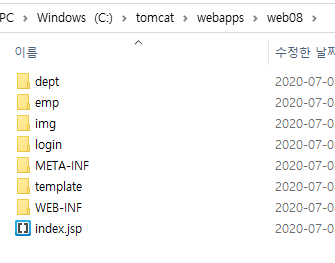 PC > Windows (C:) > tomcat > webapps > web08 >
이름 수정한 날짜
dept 2020-07-0
emp 2020-07-0
img 2020-07-0
login 2020-07-0
META-INF 2020-07-0
template 2020-07-0
WEB-INF 2020-07-0
index.jsp 2020-07-0